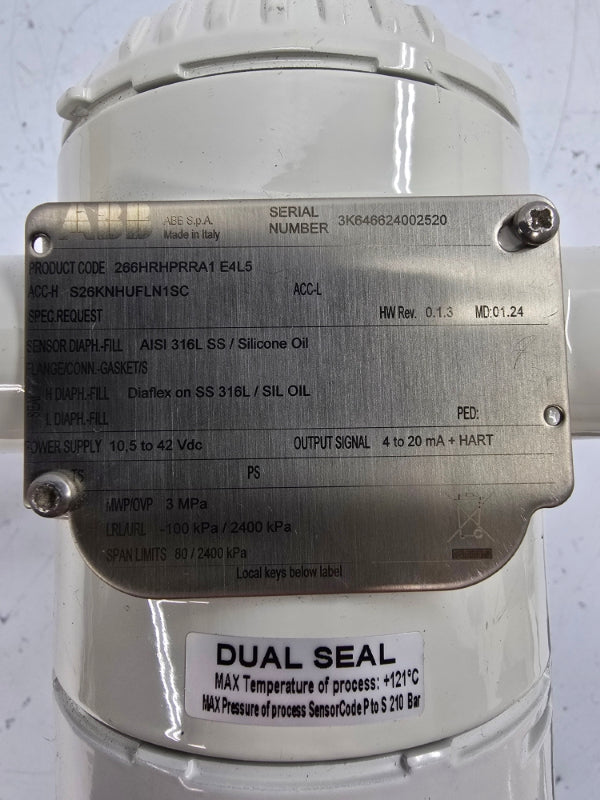 ABB ABB S.p.A.
Made in Italy
SERIAL NUMBER 3K646624002520
PRODUCT CODE 266HRHPRRA1 E4L5
ACC-H S26KNHUFLN1SC ACC-L
SPEC.REQUEST HW Rev. 0.1.3 MD:01.24
SENSOR DIAPH.-FILL AISI 316L SS / Silicone Oil
FLANGE/CONN.-GASKET/S
SEAL H DIAPH.-FILL Diaflex on SS 316L / SIL OIL
L DIAPH.-FILL PED:
POWER SUPPLY 10,5 to 42 Vdc OUTPUT SIGNAL 4 to 20 mA + HART
TS PS
MWP/OVP 3 MPa
LRL/URL -100 kPa / 2400 kPa
SPAN LIMITS 80 / 2400 kPa
Local keys below label
DUAL SEAL
MAX Temperature of process: +121°C
MAX Pressure of process SensorCode P to S 210 Bar